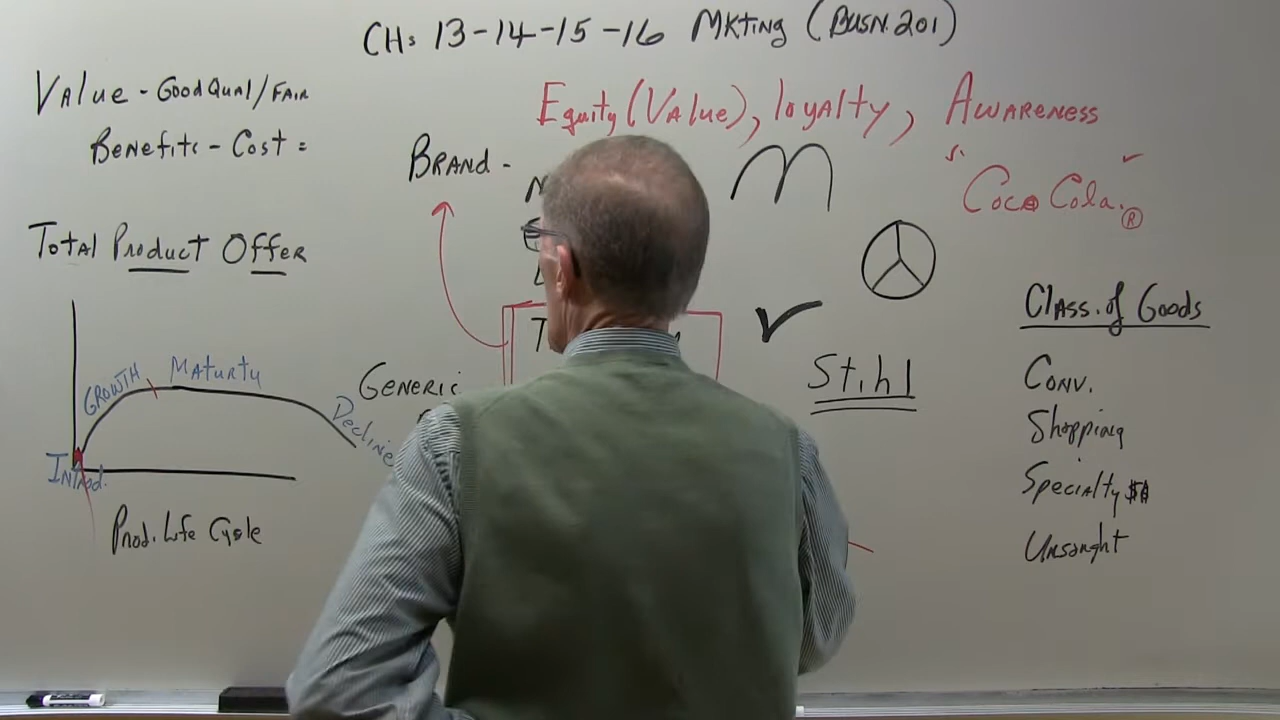 CH: 13-14-15-16 MKting (BUSN.201)
Value - Good Qual/Fair
Benefits - Cost =
Equity (Value), loyalty, Awareness
Brand -
"Coca Cola." ®
Total Product Offer
Class. of Goods
Conv.
Shopping
Specialty
Unsought
Stihl
Generic
Growth
Maturity
Decline
Introd.
Prod. Life Cycle